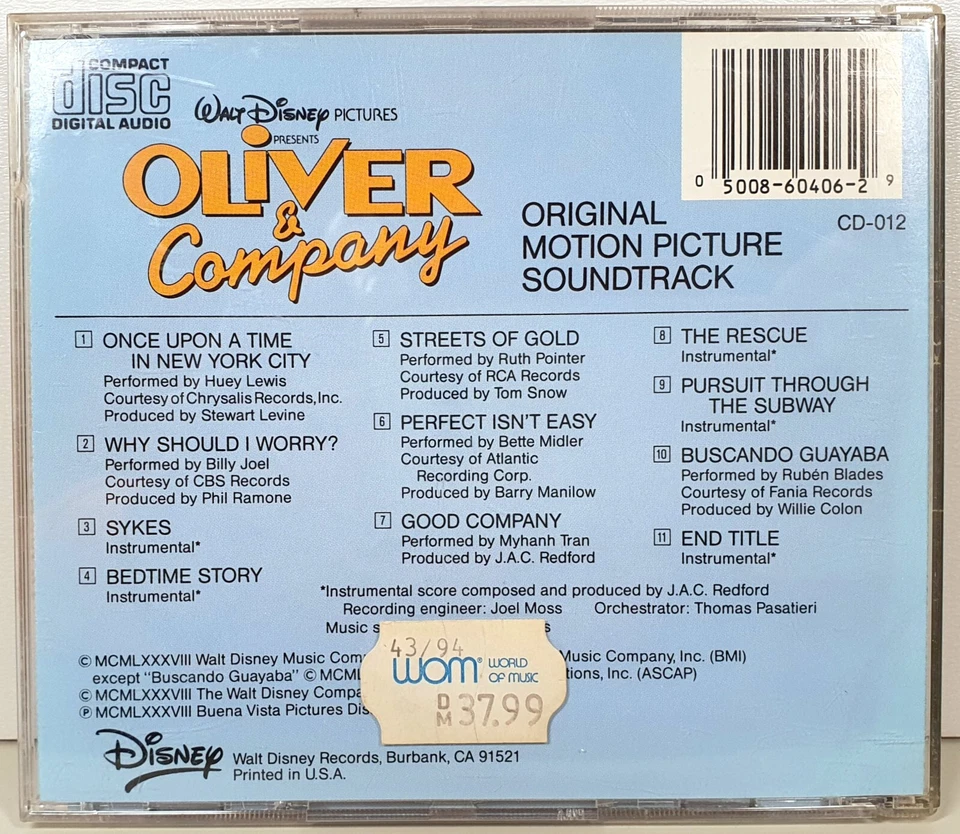 COMPACT
disc
DIGITAL AUDIO
WALT DISNEY PICTURES
PRESENTS
OLiVER
&
Company
ORIGINAL
MOTION PICTURE
SOUNDTRACK
0 5008-60406-2 9
CD-012
1 ONCE UPON A TIME
IN NEW YORK CITY
Performed by Huey Lewis
Courtesy of Chrysalis Records, Inc.
Produced by Stewart Levine
2 WHY SHOULD I WORRY?
Performed by Billy Joel
Courtesy of CBS Records
Produced by Phil Ramone
3 SYKES
Instrumental*
4 BEDTIME STORY
Instrumental*
5 STREETS OF GOLD
Performed by Ruth Pointer
Courtesy of RCA Records
Produced by Tom Snow
6 PERFECT ISN'T EASY
Performed by Bette Midler
Courtesy of Atlantic
Recording Corp.
Produced by Barry Manilow
7 GOOD COMPANY
Performed by Myhanh Tran
Produced by J.A.C. Redford
8 THE RESCUE
Instrumental*
9 PURSUIT THROUGH
THE SUBWAY
Instrumental*
10 BUSCANDO GUAYABA
Performed by Rubén Blades
Courtesy of Fania Records
Produced by Willie Colon
11 END TITLE
Instrumental*
*Instrumental score composed and produced by J.A.C. Redford
Recording engineer: Joel Moss Orchestrator: Thomas Pasatieri
Music
© MCMLXXXVIII Walt Disney Music Music Company, Inc. (BMI)
except "Buscando Guayaba" © Inc. (ASCAP)
© MCMLXXXVIII The Walt Disney
℗ MCMLXXXVIII Buena Vista Pictures
43/94
wom® WORLD
OF MUSIC
DM 37.99
Disney
Walt Disney Records, Burbank, CA 91521
Printed in U.S.A.